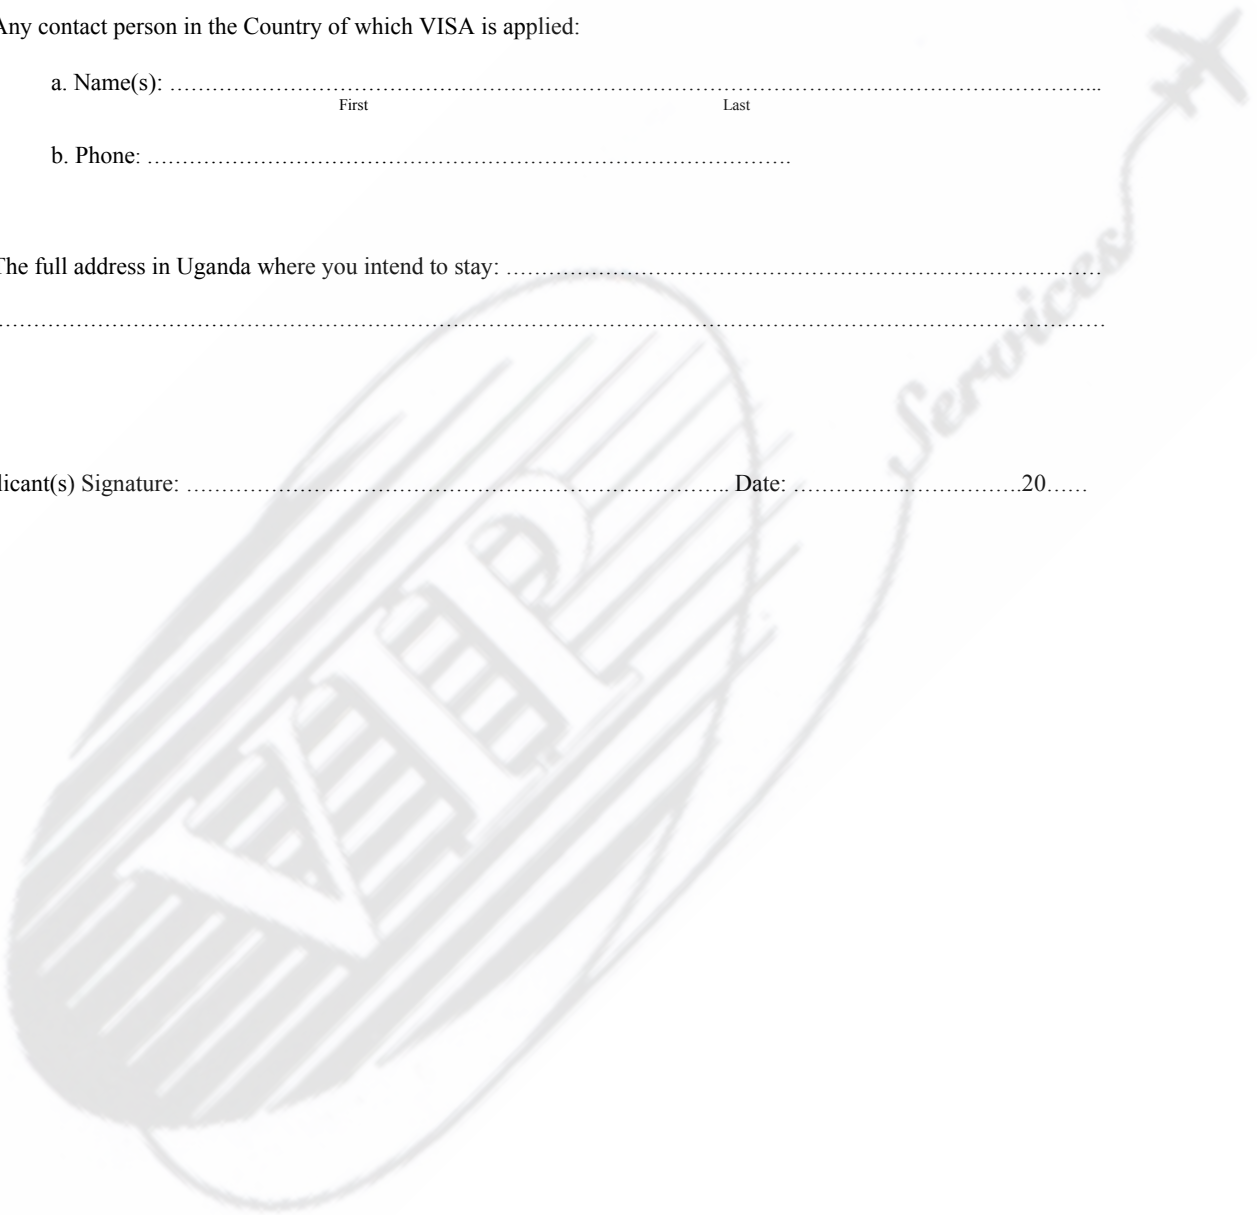 Any contact person in the Country of which VISA is applied:
a. Name(s): ……………………………………………………………………………………………………………………...
First Last
b. Phone: ……………………………………………………………………………….
The full address in Uganda where you intend to stay: …………………………………………………………………………
……………………………………………………………………………………………………………………………………………
licant(s) Signature: ………………………………………………………………….. Date: ……………..…………….20……
VIP
Services